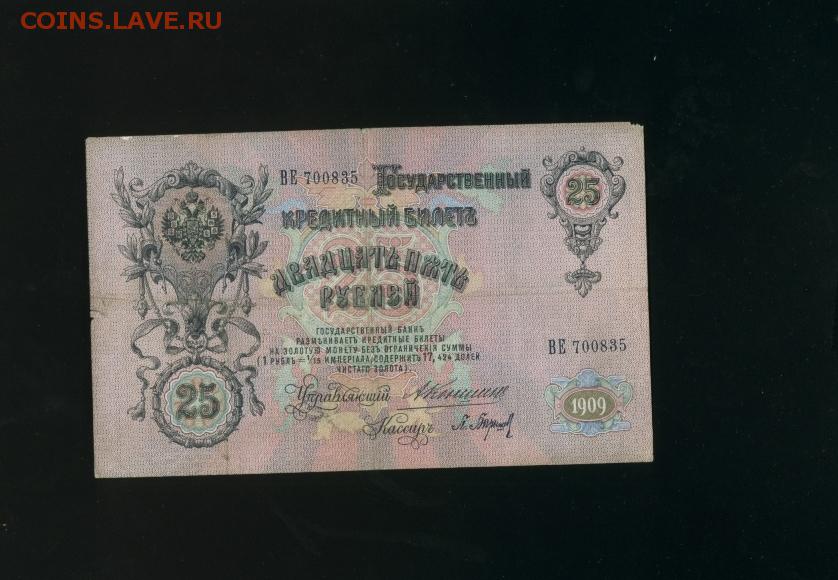 COINS.LAVE.RU
ВЕ 700835
Государственный
25
Кредитный Билетъ
25
Двадцать пять
Рублей
Государственный банкъ
размѣниваетъ кредитные билеты
на золотую монету безъ ограниченія суммы
(1 рубль = 1/15 имперіала, содержитъ 17,424 долей
чистаго золота).
ВЕ 700835
Управляющій
25
1909
Кассиръ